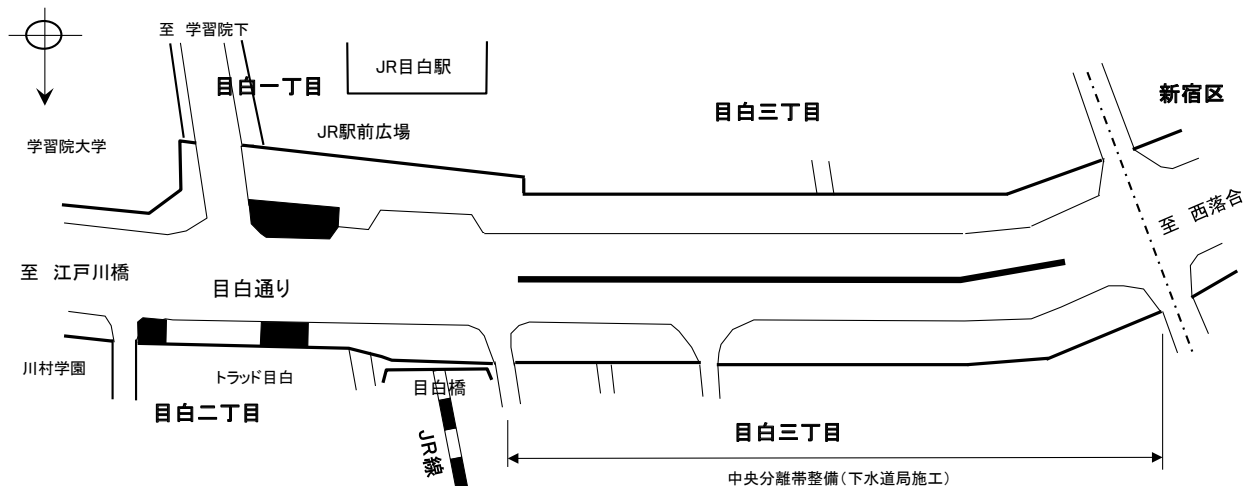 至 学習院下
目白一丁目
JR目白駅
新宿区
目白三丁目
JR駅前広場
学習院大学
至 西落合
至 江戸川橋
目白通り
川村学園
トラッド目白
目白橋
目白二丁目
JR線
目白三丁目
中央分離帯整備(下水道局施工)